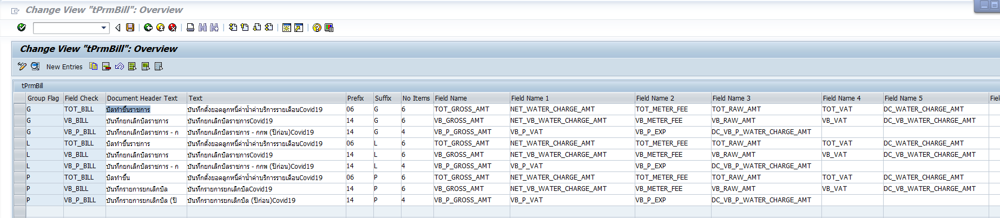 Change View "tPrmBill": Overview
Change View "tPrmBill": Overview
New Entries
tPrmBill
Group Flag Field Check Document Header Text Text Prefix Suffix No Items Field Name Field Name 1 Field Name 2 Field Name 3 Field Name 4 Field Name 5 Fiel
G TOT_BILL บิลทำขึ้นราชการ บันทึกตั้งยอดลูกหนี้ค่าน้ำค่าบริการรายเดือนCovid19 06 G 6 TOT_GROSS_AMT NET_WATER_CHARGE_AMT TOT_METER_FEE TOT_RAW_AMT TOT_VAT DC_WATER_CHARGE_AMT
G VB_BILL บันทึกยกเลิกบิลราชการ บันทึกยกเลิกบิลราชการCovid19 14 G 6 VB_GROSS_AMT NET_VB_WATER_CHARGE_AMT VB_METER_FEE VB_RAW_AMT VB_VAT DC_VB_WATER_CHARGE_AMT
G VB_P_BILL บันทึกยกเลิกบิลราชการ - ก บันทึกยกเลิกบิลราชการ - กกพ (ปีก่อน)Covid19 14 G 4 VB_P_GROSS_AMT VB_P_VAT VB_P_EXP DC_VB_P_WATER_CHARGE_AMT
L TOT_BILL บิลทำขึ้นราชการ บันทึกตั้งยอดลูกหนี้ค่าน้ำค่าบริการรายเดือนCovid19 06 L 6 TOT_GROSS_AMT NET_WATER_CHARGE_AMT TOT_METER_FEE TOT_RAW_AMT TOT_VAT DC_WATER_CHARGE_AMT
L VB_BILL บันทึกยกเลิกบิลราชการ บันทึกยกเลิกบิลราชการCovid19 14 L 6 VB_GROSS_AMT NET_VB_WATER_CHARGE_AMT VB_METER_FEE VB_RAW_AMT VB_VAT DC_VB_WATER_CHARGE_AMT
L VB_P_BILL บันทึกยกเลิกบิลราชการ - ก บันทึกยกเลิกบิลราชการ - กกพ (ปีก่อน)Covid19 14 L 4 VB_P_GROSS_AMT VB_P_VAT VB_P_EXP DC_VB_P_WATER_CHARGE_AMT
P TOT_BILL บิลทำขึ้น บันทึกตั้งยอดลูกหนี้ค่าน้ำค่าบริการรายเดือนCovid19 06 P 6 TOT_GROSS_AMT NET_WATER_CHARGE_AMT TOT_METER_FEE TOT_RAW_AMT TOT_VAT DC_WATER_CHARGE_AMT
P VB_BILL บันทึกรายการยกเลิกบิล บันทึกรายการยกเลิกบิลCovid19 14 P 6 VB_GROSS_AMT NET_VB_WATER_CHARGE_AMT VB_METER_FEE VB_RAW_AMT VB_VAT DC_VB_WATER_CHARGE_AMT
P VB_P_BILL บันทึกรายการยกเลิกบิล (ปี บันทึกรายการยกเลิกบิล (ปีก่อน)Covid19 14 P 4 VB_P_GROSS_AMT VB_P_VAT VB_P_EXP DC_VB_P_WATER_CHARGE_AMT